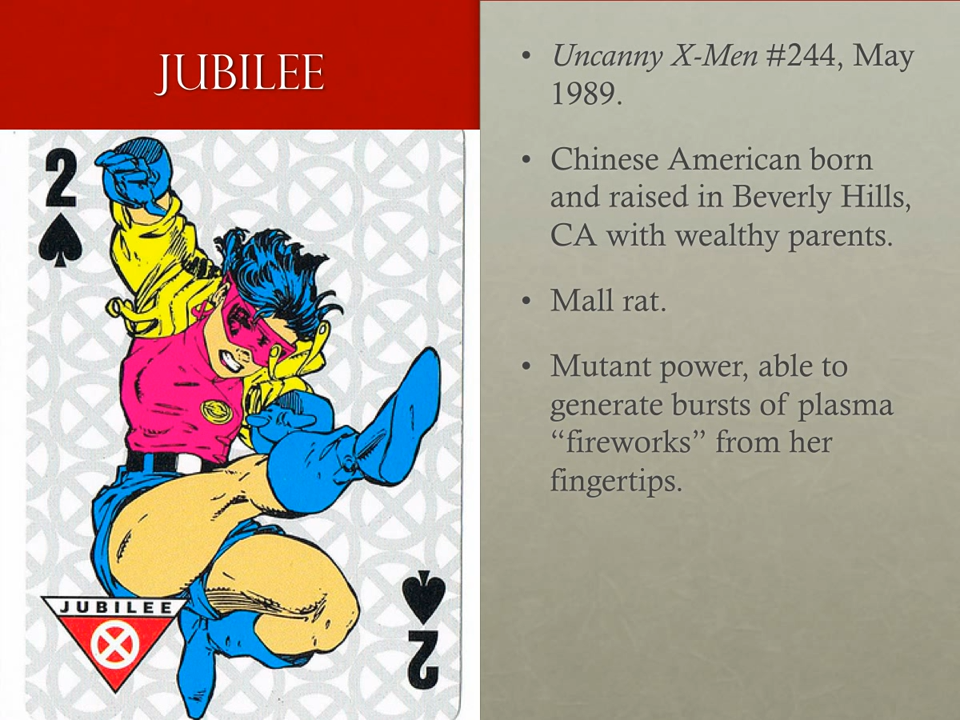 JUBILEE
• Uncanny X-Men #244, May
1989.
• Chinese American born
and raised in Beverly Hills,
CA with wealthy parents.
• Mall rat.
• Mutant power, able to
generate bursts of plasma
“fireworks” from her
fingertips.
2
JUBILEE
2